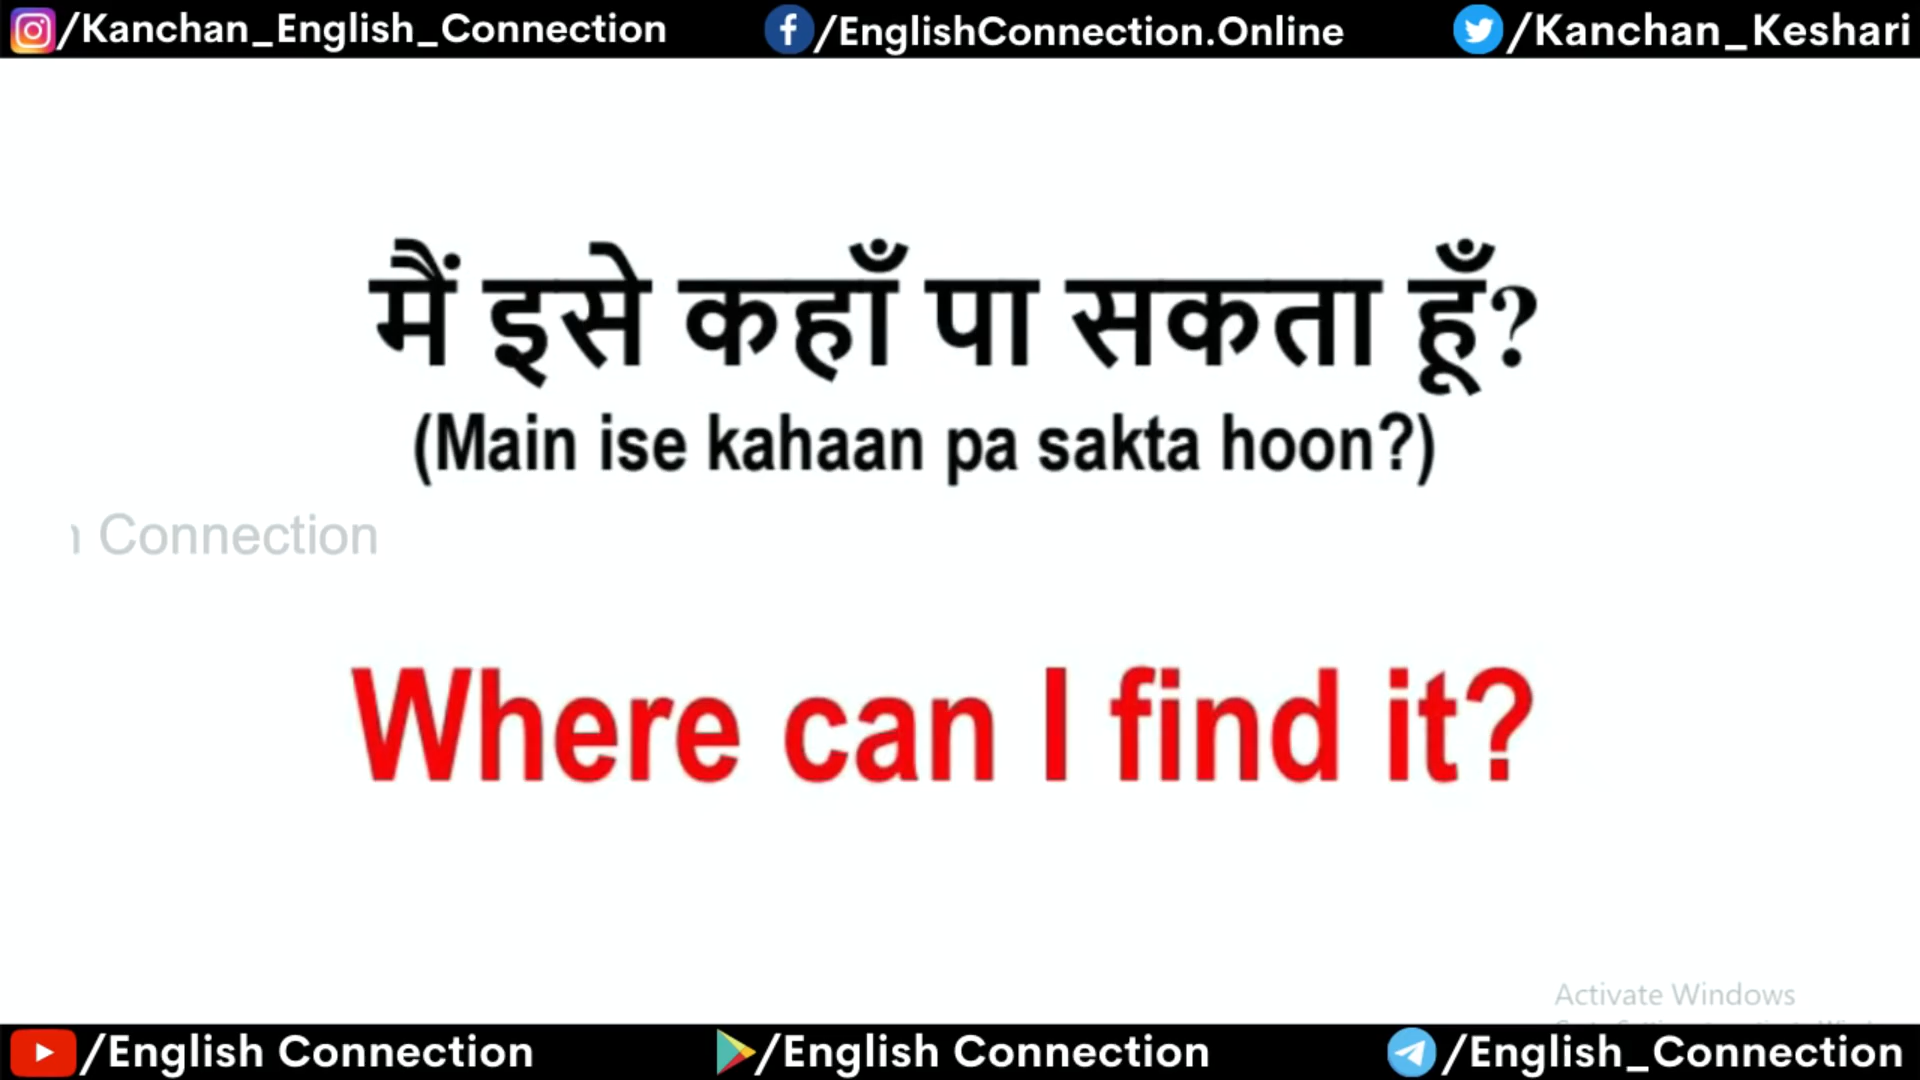 /Kanchan_English_Connection /EnglishConnection.Online /Kanchan_Keshari
मैं इसे कहाँ पा सकता हूँ?
(Main ise kahaan pa sakta hoon?)
Connection
Where can I find it?
Activate Windows
/English Connection /English Connection /English_Connection